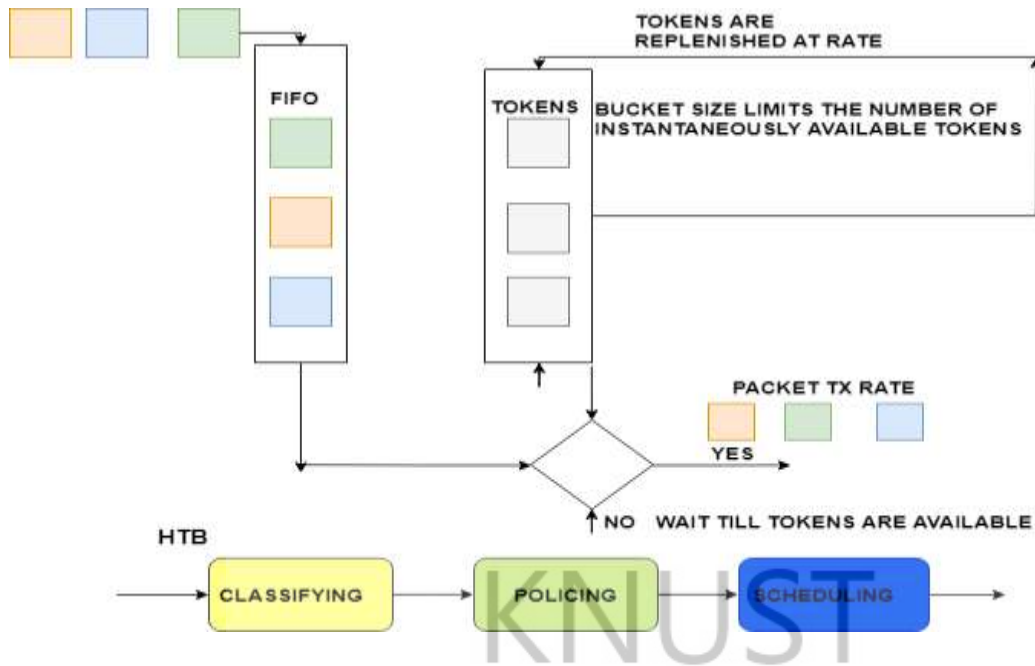 TOKENS ARE
REPLENISHED AT RATE
FIFO
TOKENS
BUCKET SIZE LIMITS THE NUMBER OF
INSTANTANEOUSLY AVAILABLE TOKENS
PACKET TX RATE
YES
NO WAIT TILL TOKENS ARE AVAILABLE
HTB
CLASSIFYING
POLICING
SCHEDULING
KNUST